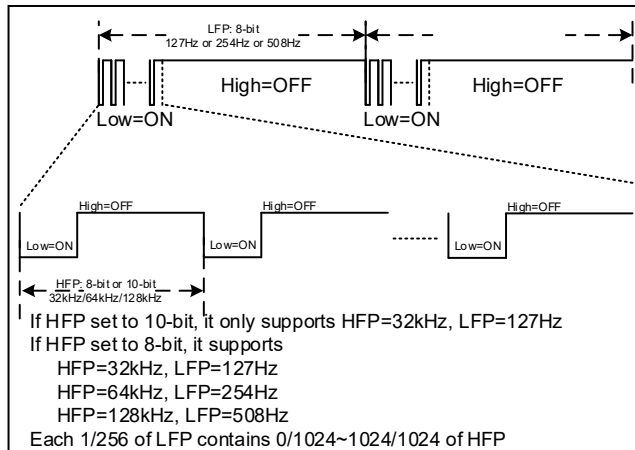 LFP: 8-bit
127Hz or 254Hz or 508Hz
High=OFF
High=OFF
Low=ON
Low=ON
High=OFF
High=OFF
High=OFF
Low=ON
Low=ON
Low=ON
HFP: 8-bit or 10-bit
32kHz/64kHz/128kHz
If HFP set to 10-bit, it only supports HFP=32kHz, LFP=127Hz
If HFP set to 8-bit, it supports
HFP=32kHz, LFP=127Hz
HFP=64kHz, LFP=254Hz
HFP=128kHz, LFP=508Hz
Each 1/256 of LFP contains 0/1024~1024/1024 of HFP